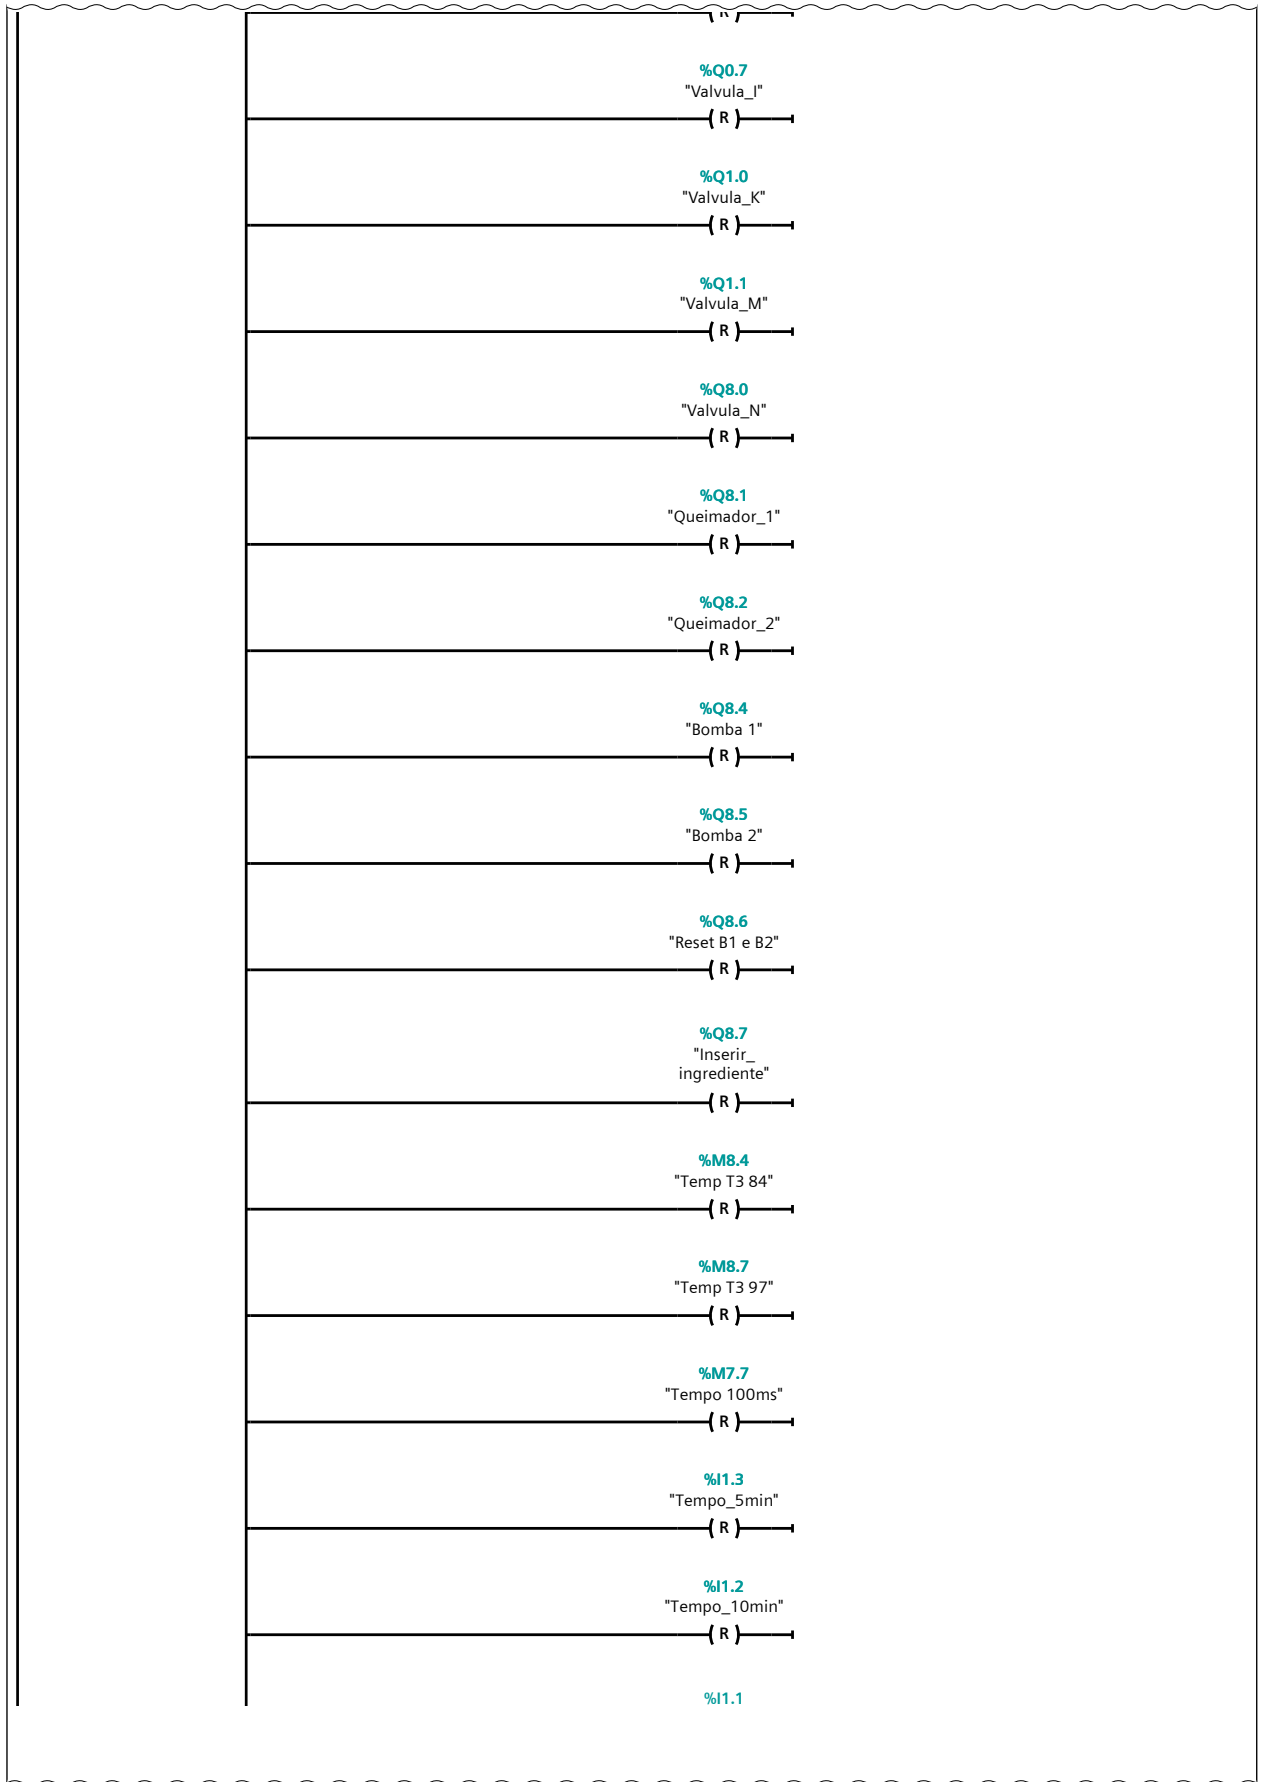 %Q0.7
"Valvula_I"
( R )
%Q1.0
"Valvula_K"
( R )
%Q1.1
"Valvula_M"
( R )
%Q8.0
"Valvula_N"
( R )
%Q8.1
"Queimador_1"
( R )
%Q8.2
"Queimador_2"
( R )
%Q8.4
"Bomba 1"
( R )
%Q8.5
"Bomba 2"
( R )
%Q8.6
"Reset B1 e B2"
( R )
%Q8.7
"Inserir_
ingrediente"
( R )
%M8.4
"Temp T3 84"
( R )
%M8.7
"Temp T3 97"
( R )
%M7.7
"Tempo 100ms"
( R )
%I1.3
"Tempo_5min"
( R )
%I1.2
"Tempo_10min"
( R )
%I1.1